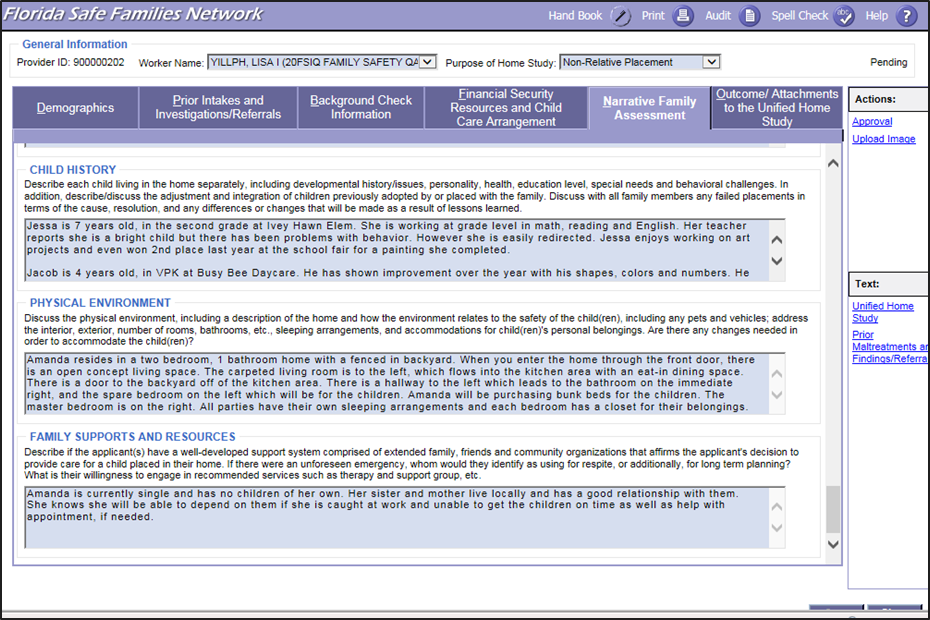 Florida Safe Families Network
Hand Book Print Audit Spell Check abc Help ?
General Information
Provider ID: 900000202 Worker Name: YILLPH, LISA I (20FSIQ FAMILY SAFETY QA Purpose of Home Study: Non-Relative Placement Pending
Demographics
Prior Intakes and
Investigations/Referrals
Background Check
Information
Financial Security
Resources and Child
Care Arrangement
Narrative Family
Assessment
Outcome/ Attachments
to the Unified Home
Study
Actions:
Approval
Upload Image
CHILD HISTORY
Describe each child living in the home separately, including developmental history/issues, personality, health, education level, special needs and behavioral challenges. In
addition, describe/discuss the adjustment and integration of children previously adopted by or placed with the family. Discuss with all family members any failed placements in
terms of the cause, resolution, and any differences or changes that will be made as a result of lessons learned.
Jessa is 7 years old, in the second grade at Ivey Hawn Elem. She is working at grade level in math, reading and English. Her teacher
reports she is a bright child but there has been problems with behavior. However she is easily redirected. Jessa enjoys working on art
projects and even won 2nd place last year at the school fair for a painting she completed.
Jacob is 4 years old, in VPK at Busy Bee Daycare. He has shown improvement over the year with his shapes, colors and numbers. He
Text:
Unified Home
Study
Prior
Maltreatments an
Findings/Referra
PHYSICAL ENVIRONMENT
Discuss the physical environment, including a description of the home and how the environment relates to the safety of the child(ren), including any pets and vehicles; address
the interior, exterior, number of rooms, bathrooms, etc., sleeping arrangements, and accommodations for child(ren)'s personal belongings. Are there any changes needed in
order to accommodate the child(ren)?
Amanda resides in a two bedroom, 1 bathroom home with a fenced in backyard. When you enter the home through the front door, there
is an open concept living space. The carpeted living room is to the left, which flows into the kitchen area with an eat-in dining space.
There is a door to the backyard off of the kitchen area. There is a hallway to the left which leads to the bathroom on the immediate
right, and the spare bedroom on the left which will be for the children. Amanda will be purchasing bunk beds for the children. The
master bedroom is on the right. All parties have their own sleeping arrangements and each bedroom has a closet for their belongings.
FAMILY SUPPORTS AND RESOURCES
Describe if the applicant(s) have a well-developed support system comprised of extended family, friends and community organizations that affirms the applicant's decision to
provide care for a child placed in their home. If there were an unforeseen emergency, whom would they identify as using for respite, or additionally, for long term planning?
What is their willingness to engage in recommended services such as therapy and support group, etc.
Amanda is currently single and has no children of her own. Her sister and mother live locally and has a good relationship with them.
She knows she will be able to depend on them if she is caught at work and unable to get the children on time as well as help with
appointment, if needed.